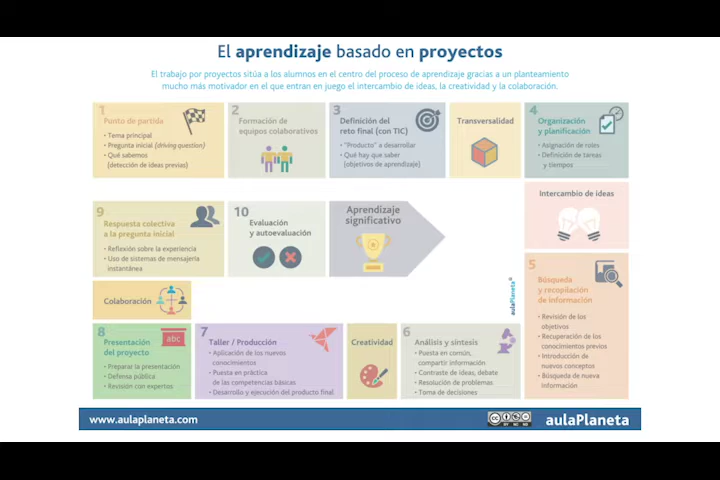 El aprendizaje basado en proyectos
El trabajo por proyectos sitúa a los alumnos en el centro del proceso de aprendizaje gracias a un planteamiento
mucho más motivador en el que entran en juego el intercambio de ideas, la creatividad y la colaboración.
1
Punto de partida
• Tema principal
• Pregunta inicial (driving question)
• Qué sabemos
(detección de ideas previas)
2
Formación de
equipos colaborativos
3
Definición del
reto final (con TIC)
• "Producto" a desarrollar
• Qué hay que saber
(objetivos de aprendizaje)
Transversalidad
4
Organización
y planificación
• Asignación de roles
• Definición de tareas
y tiempos
Intercambio de ideas
5
Búsqueda
y recopilación
de información
• Revisión de los
objetivos
• Recuperación de los
conocimientos previos
• Introducción de
nuevos conceptos
• Búsqueda de nueva
información
6
Análisis y síntesis
• Puesta en común,
compartir información
• Contraste de ideas, debate
• Resolución de problemas
• Toma de decisiones
Creatividad
7
Taller / Producción
• Aplicación de los nuevos
conocimientos
• Puesta en práctica
de las competencias básicas
• Desarrollo y ejecución del producto final
8
Presentación
del proyecto
abc
• Preparar la presentación
• Defensa pública
• Revisión con expertos
Colaboración
9
Respuesta colectiva
a la pregunta inicial
• Reflexión sobre la experiencia
• Uso de sistemas de mensajería
instantánea
10
Evaluación
y autoevaluación
Aprendizaje
significativo
aulaPlaneta
www.aulaplaneta.com
cc
BY NC ND
aulaPlaneta